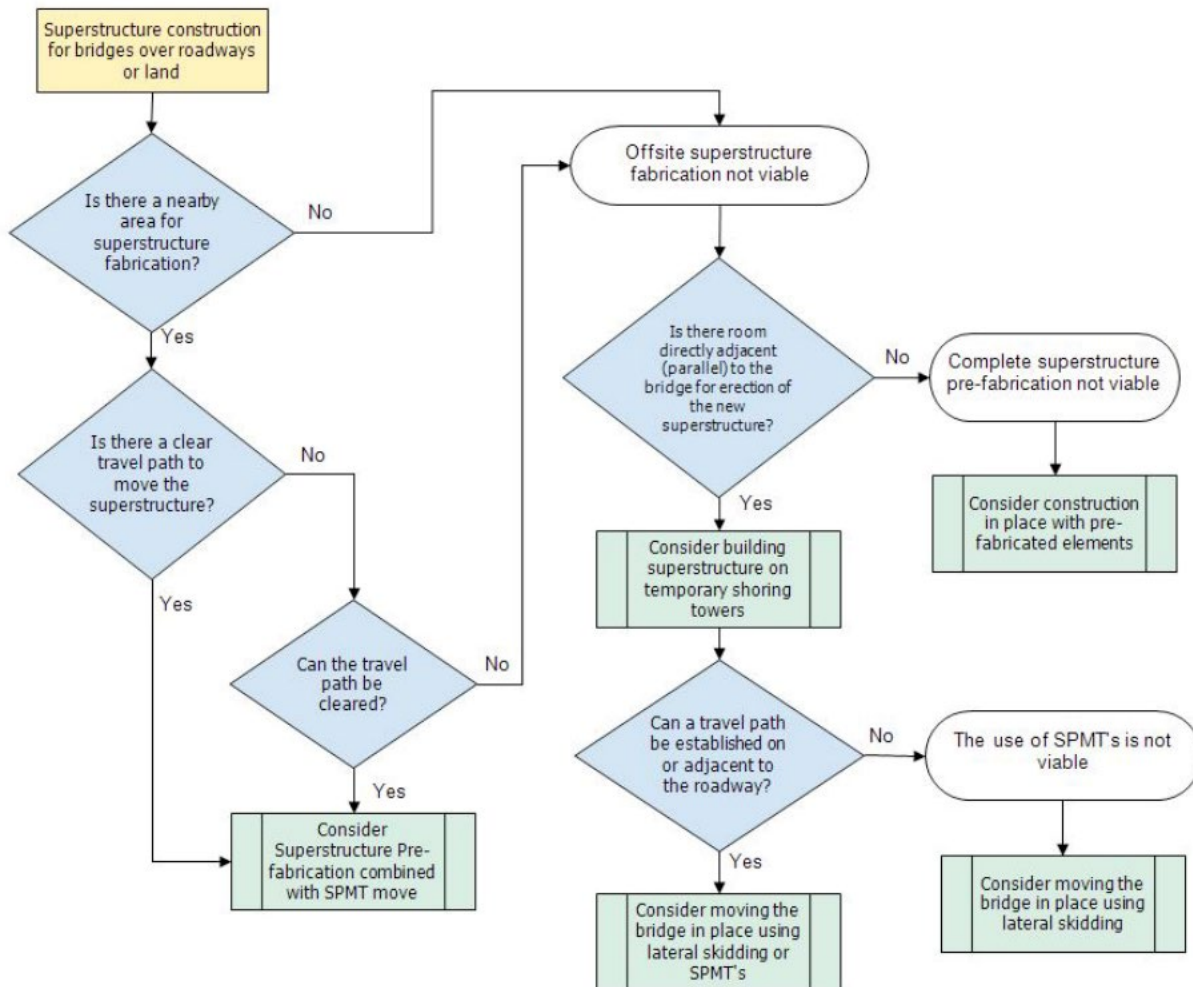 Superstructure construction
for bridges over roadways
or land
Is there a nearby
area for
superstructure
fabrication?
No
Yes
Is there a clear
travel path to
move the
superstructure?
No
Yes
Can the travel
path be
cleared?
No
Yes
Consider
Superstructure Pre-
fabrication combined
with SPMT move
Offsite superstructure
fabrication not viable
Is there room
directly adjacent
(parallel) to the
bridge for erection of
the new
superstructure?
No
Complete superstructure
pre-fabrication not viable
Consider construction
in place with pre-
fabricated elements
Yes
Consider building
superstructure on
temporary shoring
towers
Can a travel path
be established on
or adjacent to
the roadway?
No
The use of SPMT's is not
viable
Consider moving the
bridge in place using
lateral skidding
Yes
Consider moving the
bridge in place using
lateral skidding or
SPMT's